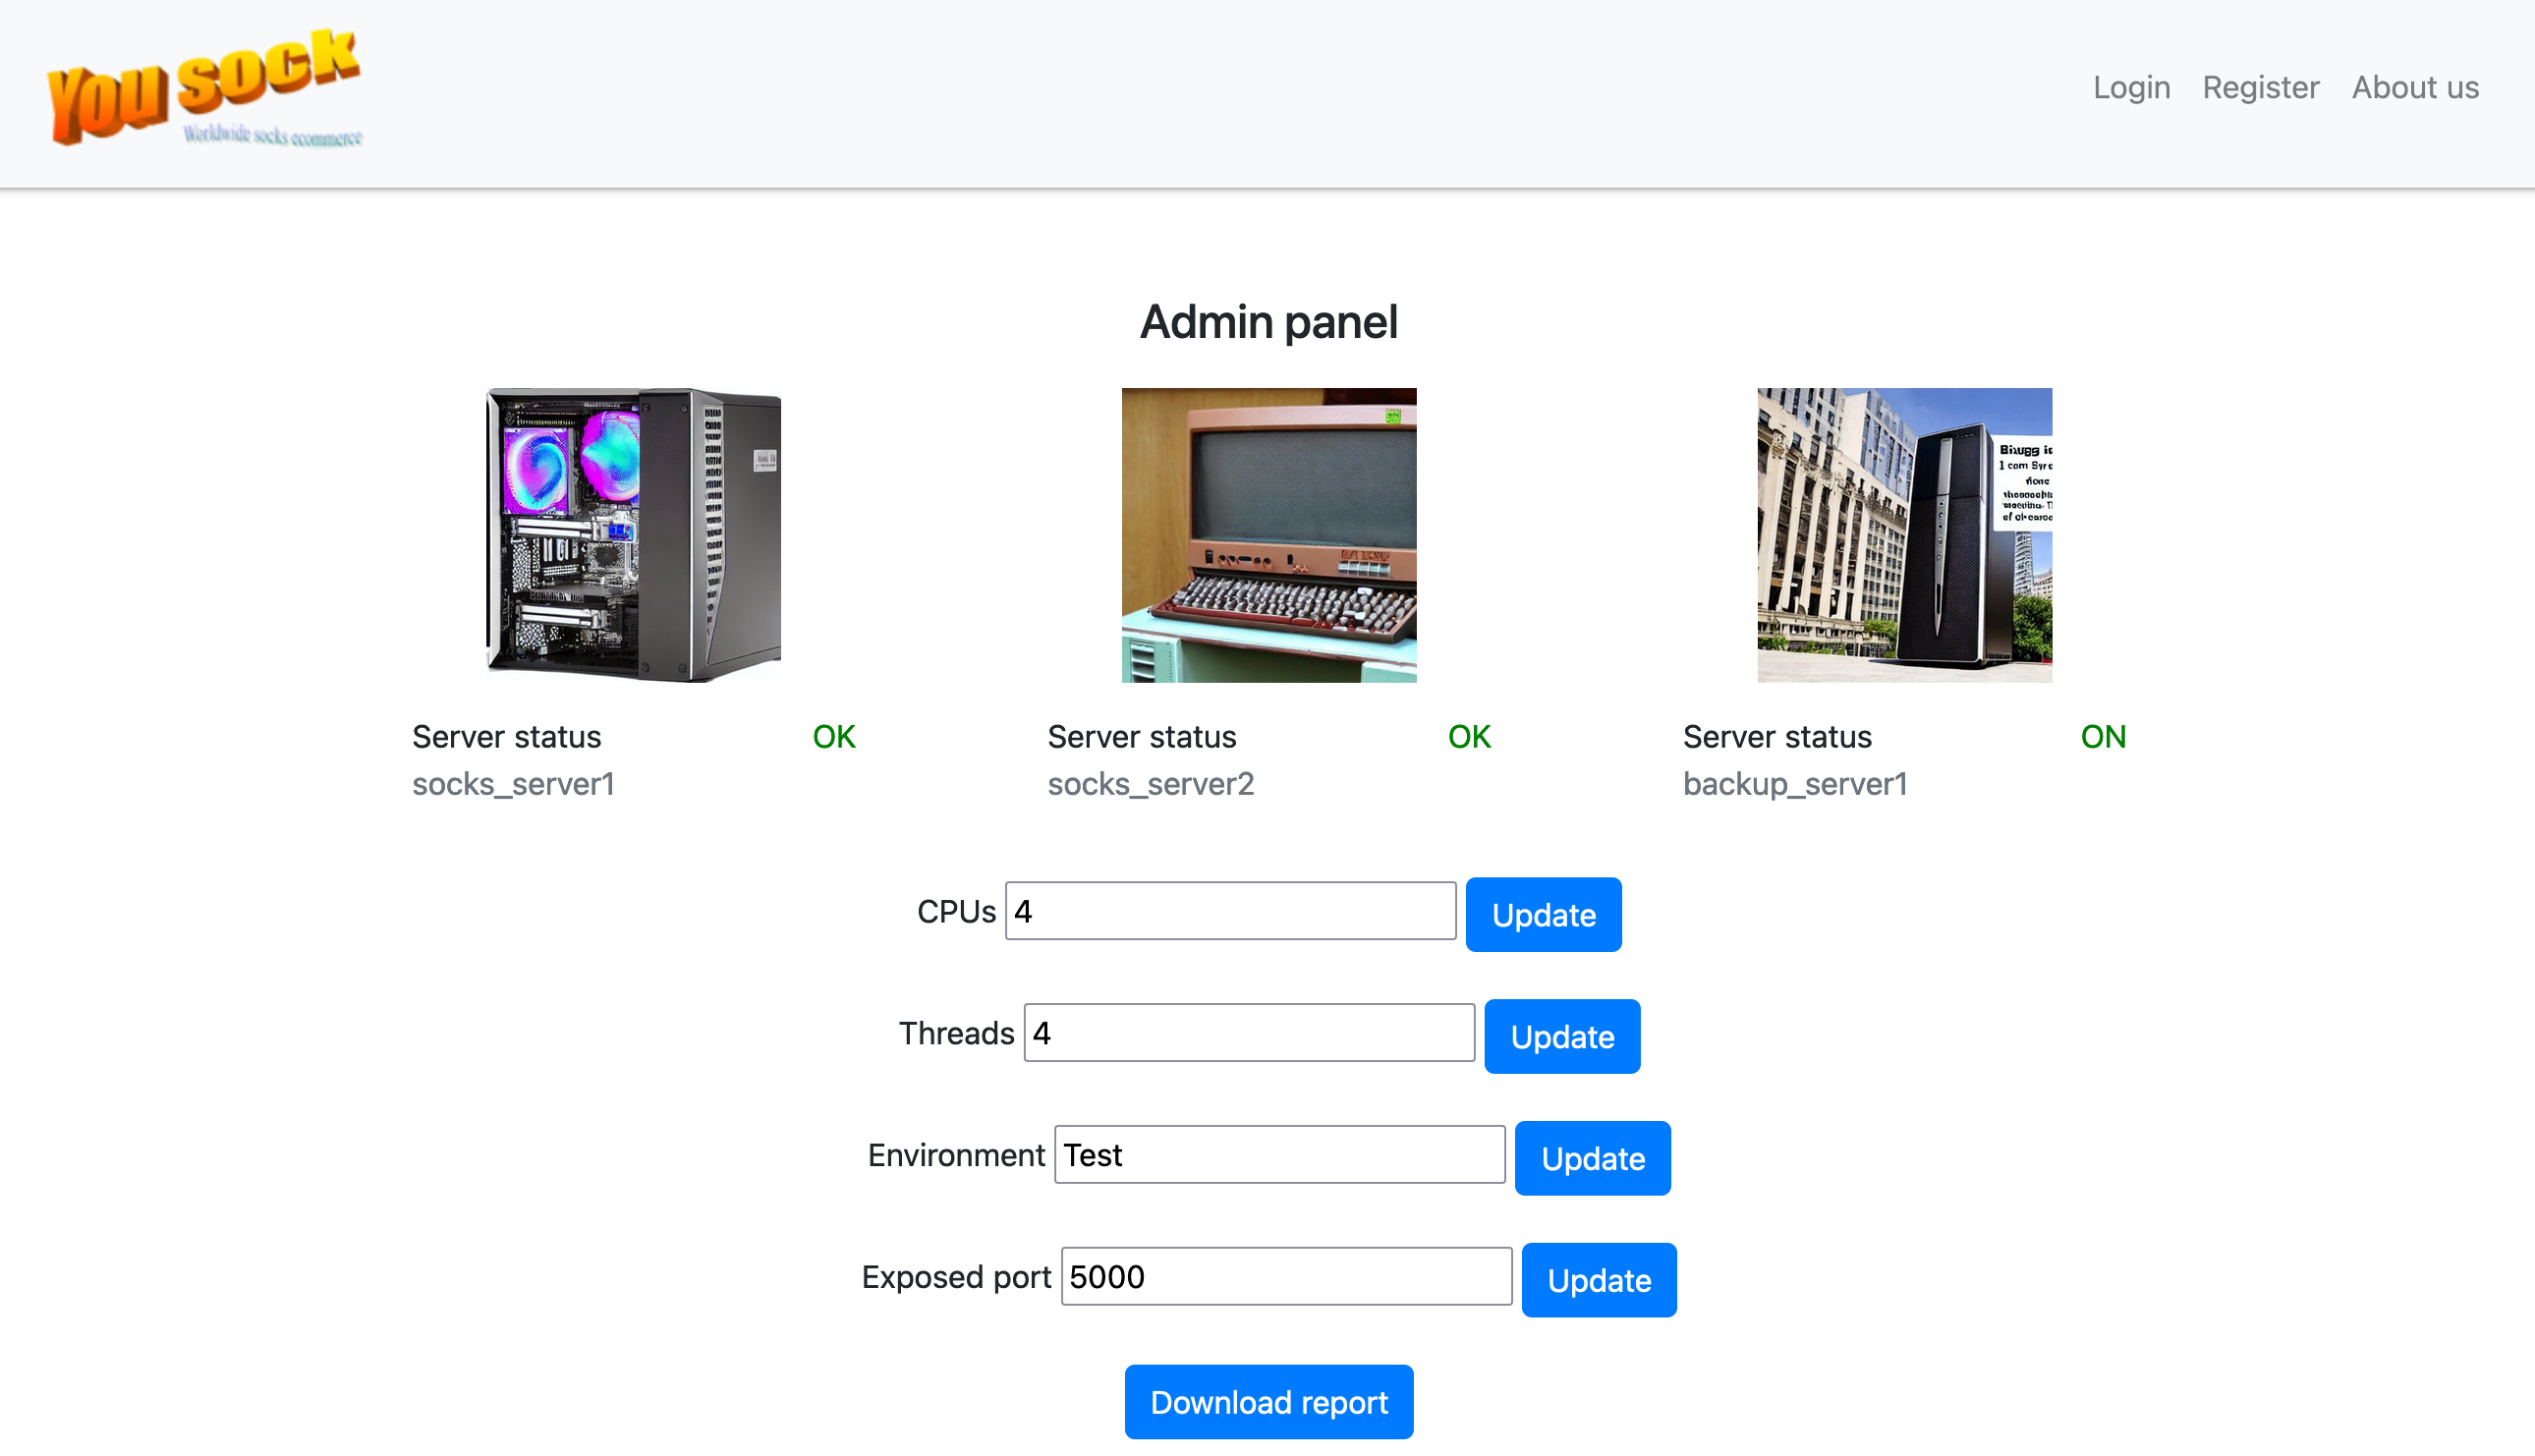 You sock
Worldwide socks ecommerce
Login Register About us
Admin panel
Server status OK
socks_server1
Server status OK
socks_server2
Server status ON
backup_server1
CPUs 4 Update
Threads 4 Update
Environment Test Update
Exposed port 5000 Update
Download report